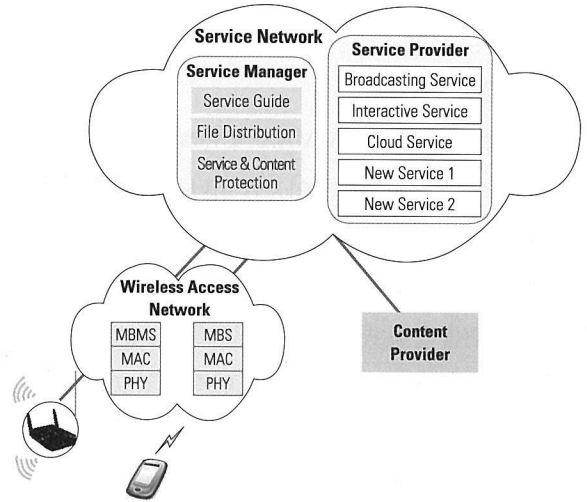 Service Network
Service Manager
Service Guide
File Distribution
Service & Content
Protection
Service Provider
Broadcasting Service
Interactive Service
Cloud Service
New Service 1
New Service 2
Wireless Access
Network
MBMS
MAC
PHY
MBS
MAC
PHY
Content
Provider